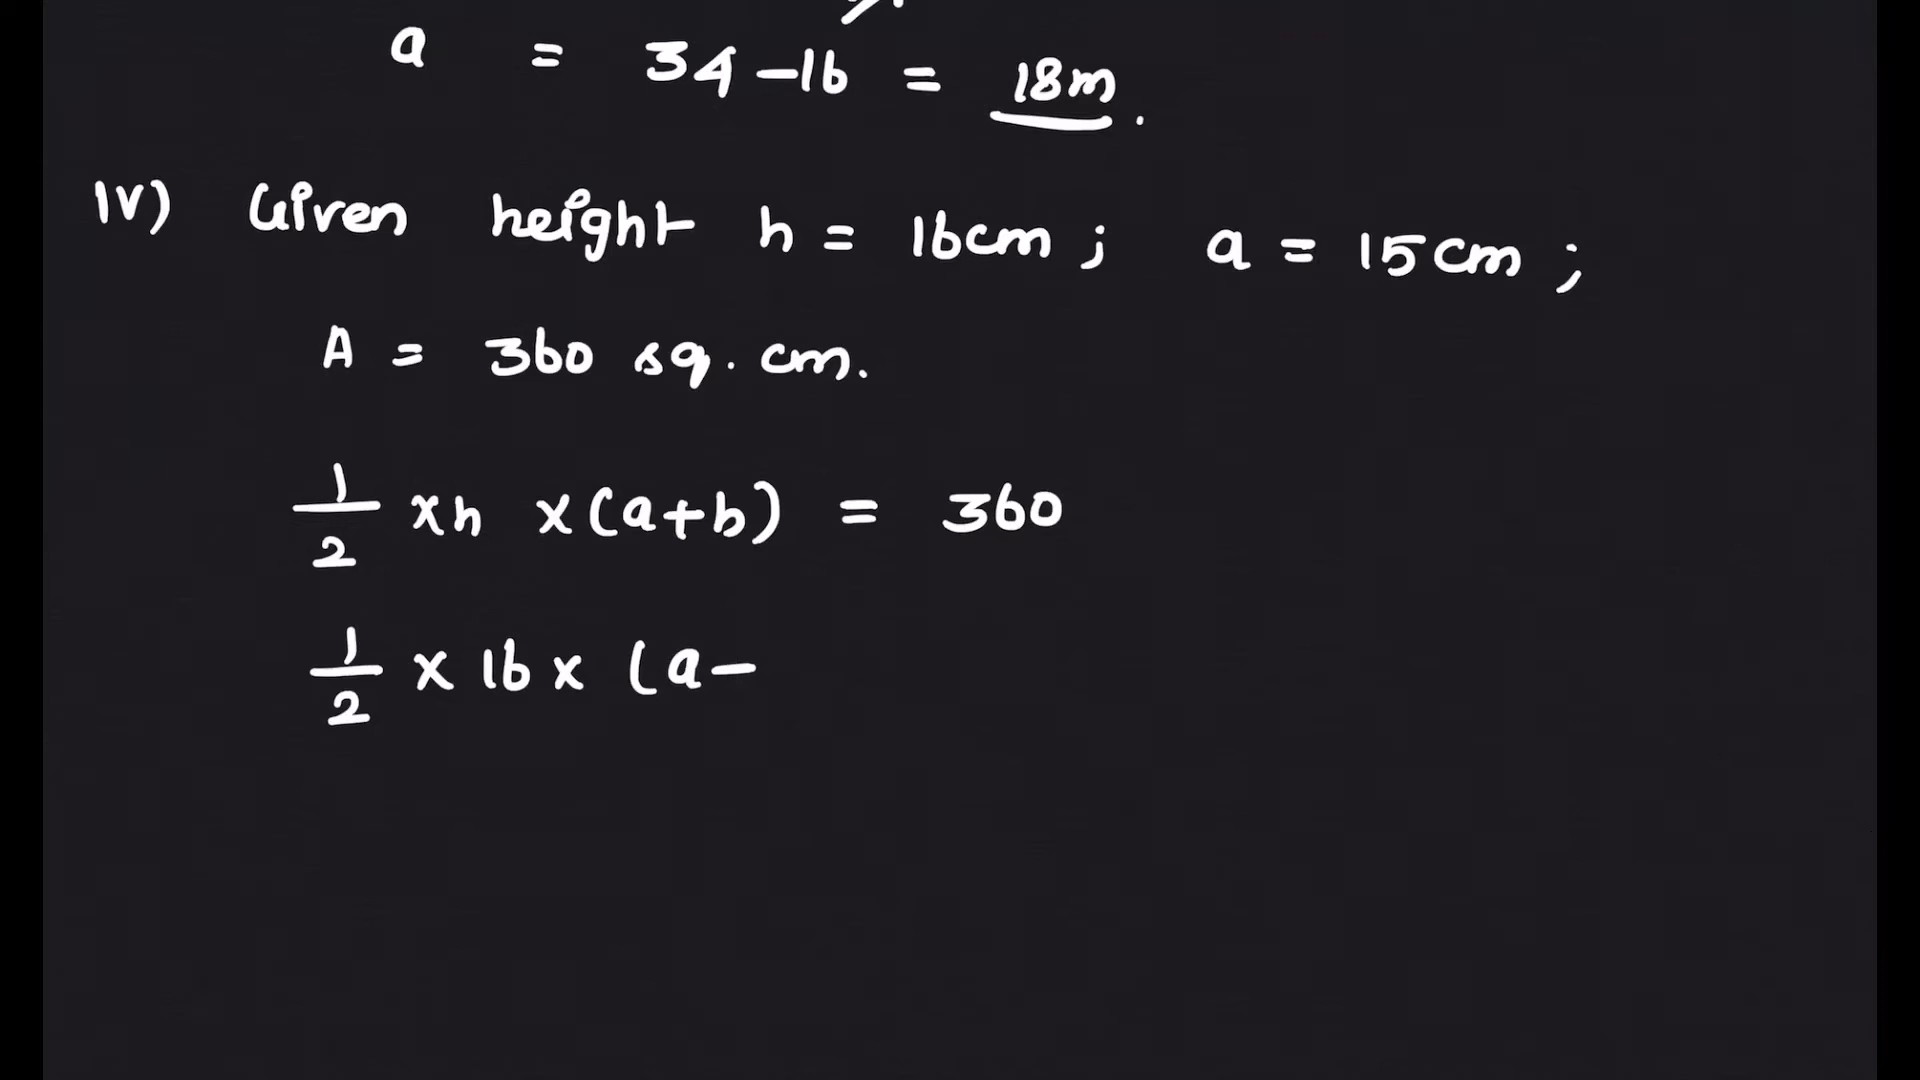 a = 34 - 16 = 18m.
IV) Given height h = 16cm ; a = 15cm ;
A = 360 sq. cm.
1/2 x h x (a+b) = 360
1/2 x 16 x (a -